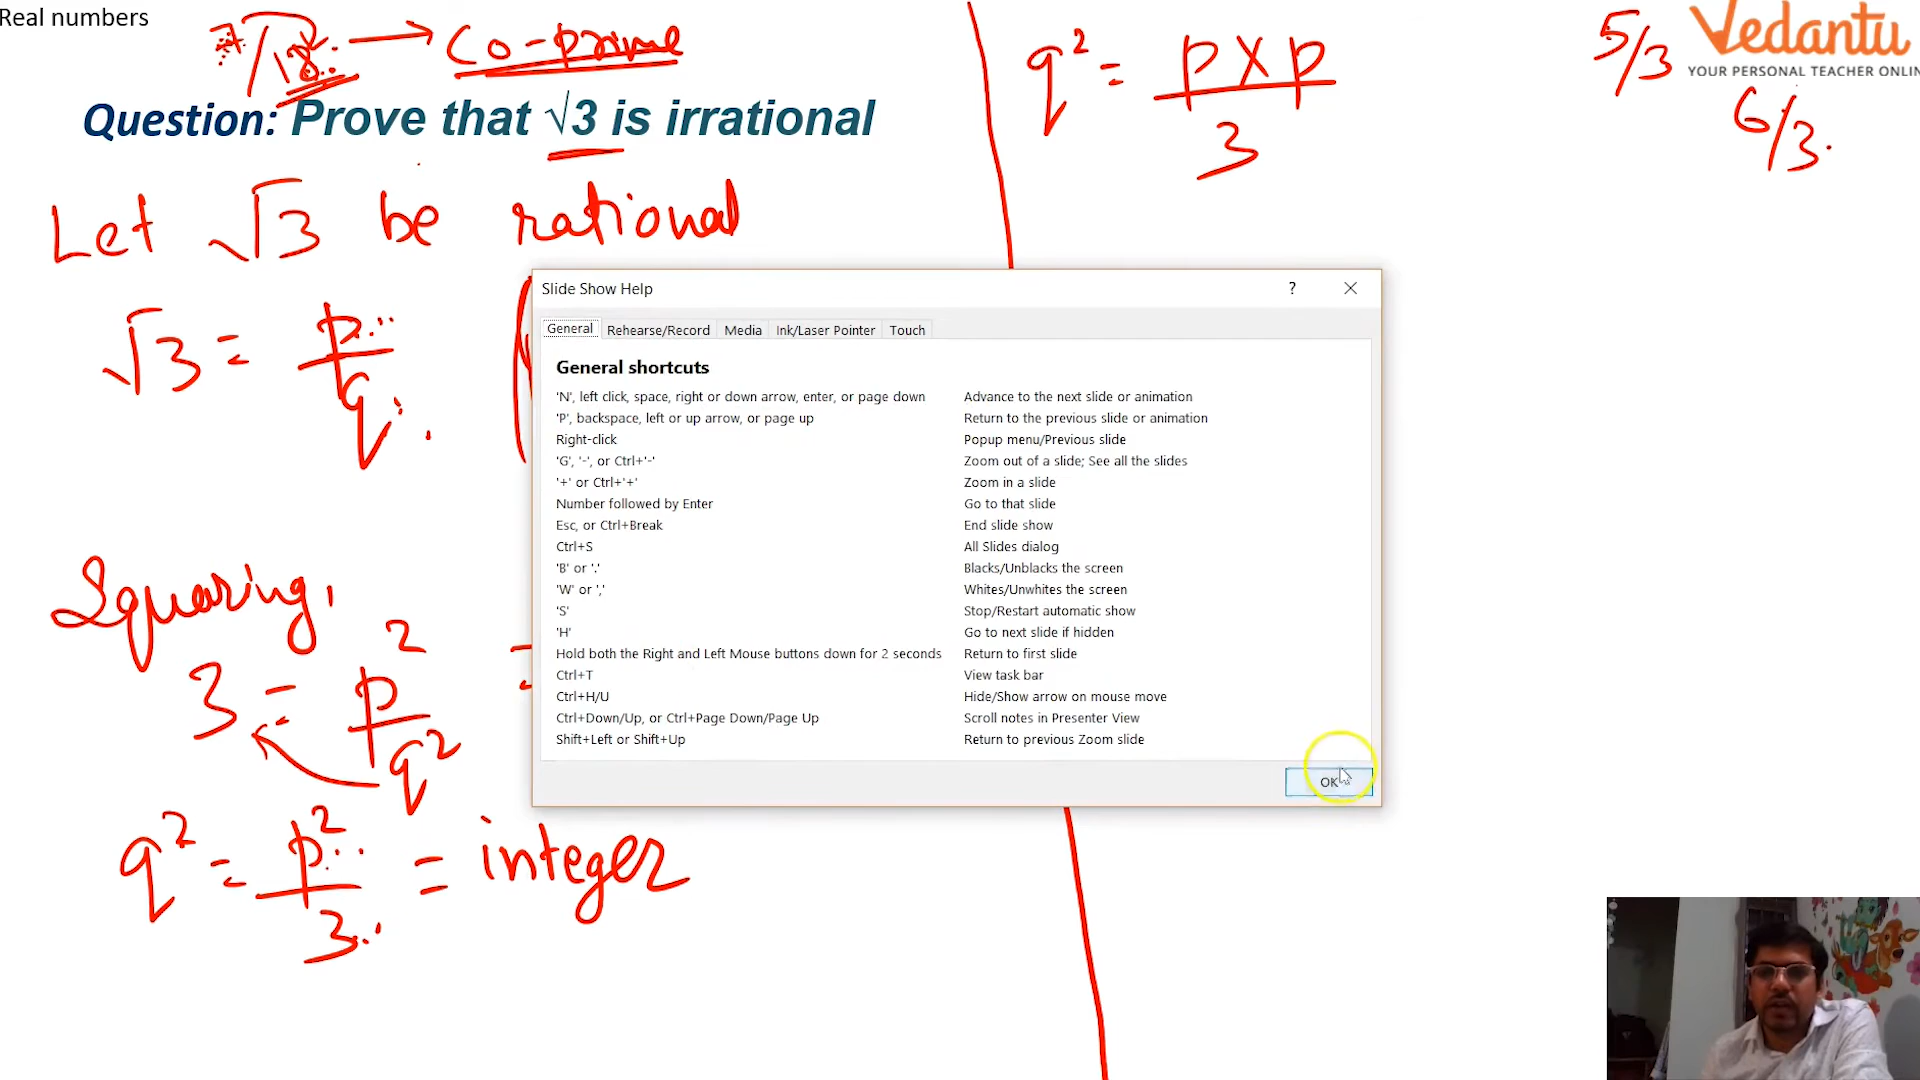 Real numbers
7/18 → Co-prime
Question: Prove that √3 is irrational
Let √3 be rational
√3 = p/q
Squaring,
3 = p²/q² =
q² = p²/3 = integer
q² = p x p / 3
5/3
6/3
Vedantu
YOUR PERSONAL TEACHER ONLIN
Slide Show Help ?
General Rehearse/Record Media Ink/Laser Pointer Touch
General shortcuts
'N', left click, space, right or down arrow, enter, or page down Advance to the next slide or animation
'P', backspace, left or up arrow, or page up Return to the previous slide or animation
Right-click Popup menu/Previous slide
'G', '-', or Ctrl+'-' Zoom out of a slide; See all the slides
'+' or Ctrl+'+' Zoom in a slide
Number followed by Enter Go to that slide
Esc, or Ctrl+Break End slide show
Ctrl+S All Slides dialog
'B' or '.' Blacks/Unblacks the screen
'W' or ',' Whites/Unwhites the screen
'S' Stop/Restart automatic show
'H' Go to next slide if hidden
Hold both the Right and Left Mouse buttons down for 2 seconds Return to first slide
Ctrl+T View task bar
Ctrl+H/U Hide/Show arrow on mouse move
Ctrl+Down/Up, or Ctrl+Page Down/Page Up Scroll notes in Presenter View
Shift+Left or Shift+Up Return to previous Zoom slide
OK